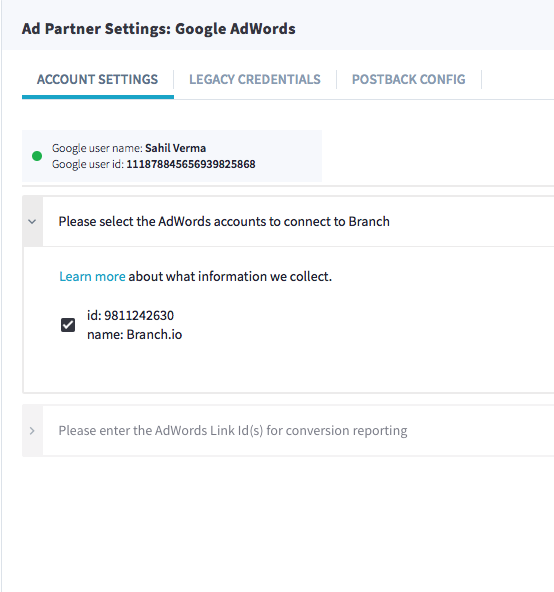 Ad Partner Settings: Google AdWords
ACCOUNT SETTINGS
LEGACY CREDENTIALS
POSTBACK CONFIG
Google user name: Sahil Verma
Google user id: 111878845656939825868
Please select the AdWords accounts to connect to Branch
Learn more about what information we collect.
id: 9811242630
name: Branch.io
Please enter the AdWords Link Id(s) for conversion reporting